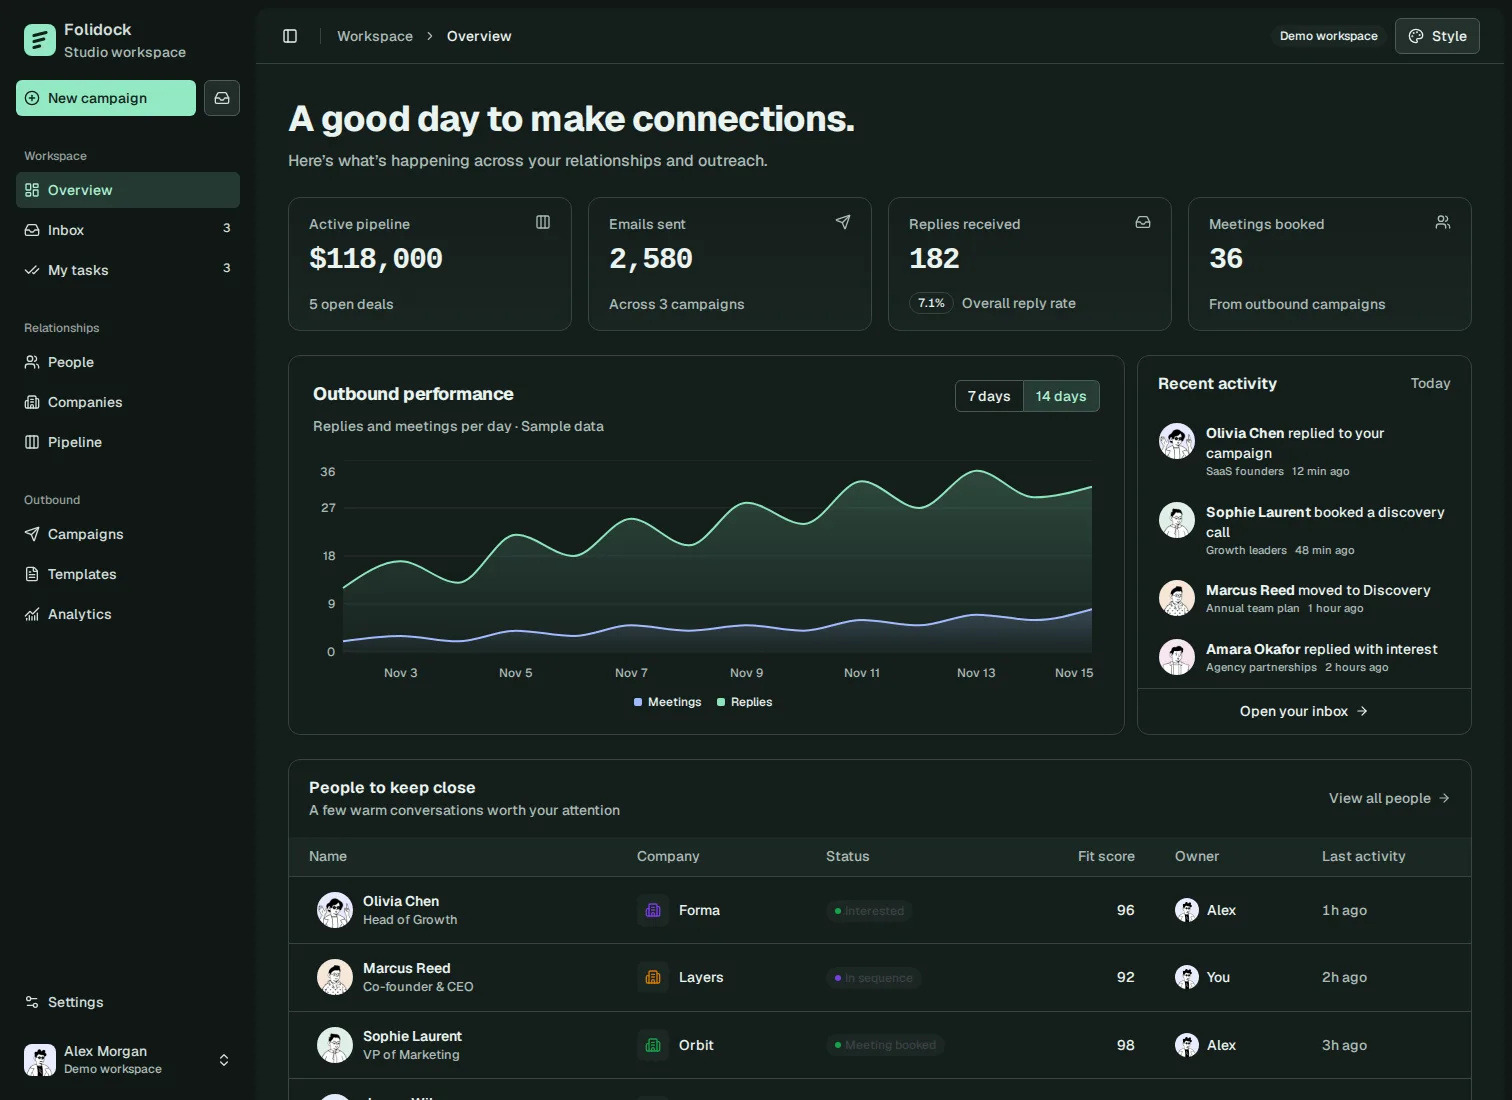 Folidock
Studio workspace
New campaign
Workspace
Overview
Inbox 3
My tasks 3
Relationships
People
Companies
Pipeline
Outbound
Campaigns
Templates
Analytics
Settings
Alex Morgan
Demo workspace
Workspace > Overview
Demo workspace
Style
A good day to make connections.
Here's what's happening across your relationships and outreach.
Active pipeline
$118,000
5 open deals
Emails sent
2,580
Across 3 campaigns
Replies received
182
7.1% Overall reply rate
Meetings booked
36
From outbound campaigns
Outbound performance
Replies and meetings per day · Sample data
7 days 14 days
36
27
18
9
0
Nov 3 Nov 5 Nov 7 Nov 9 Nov 11 Nov 13 Nov 15
Meetings Replies
Recent activity Today
Olivia Chen replied to your
campaign
SaaS founders 12 min ago
Sophie Laurent booked a discovery
call
Growth leaders 48 min ago
Marcus Reed moved to Discovery
Annual team plan 1 hour ago
Amara Okafor replied with interest
Agency partnerships 2 hours ago
Open your inbox →
People to keep close
A few warm conversations worth your attention
View all people →
Name Company Status Fit score Owner Last activity
Olivia Chen
Head of Growth
Forma Interested 96 Alex 1h ago
Marcus Reed
Co-founder & CEO
Layers In sequence 92 You 2h ago
Sophie Laurent
VP of Marketing
Orbit Meeting booked 98 Alex 3h ago